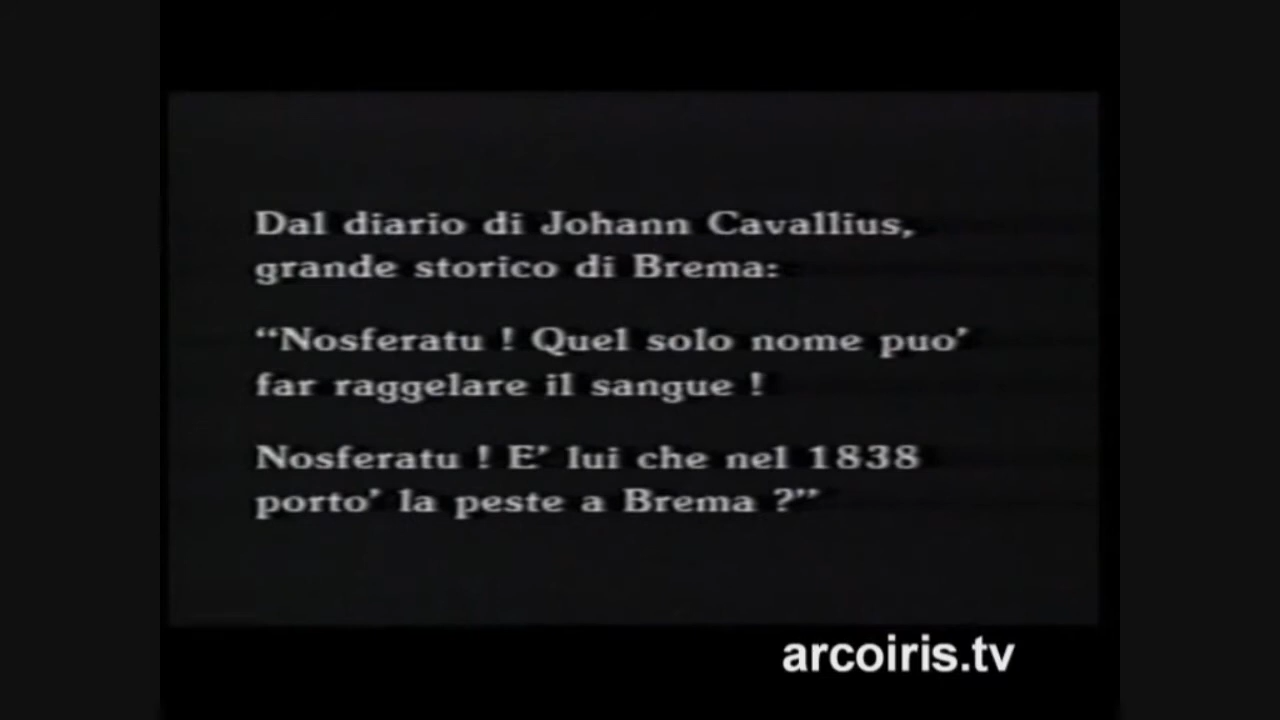 Dal diario di Johann Cavallius,
grande storico di Brema:
“Nosferatu ! Quel solo nome puo’
far raggelare il sangue !
Nosferatu ! E’ lui che nel 1838
porto’ la peste a Brema ?”
arcoiris.tv